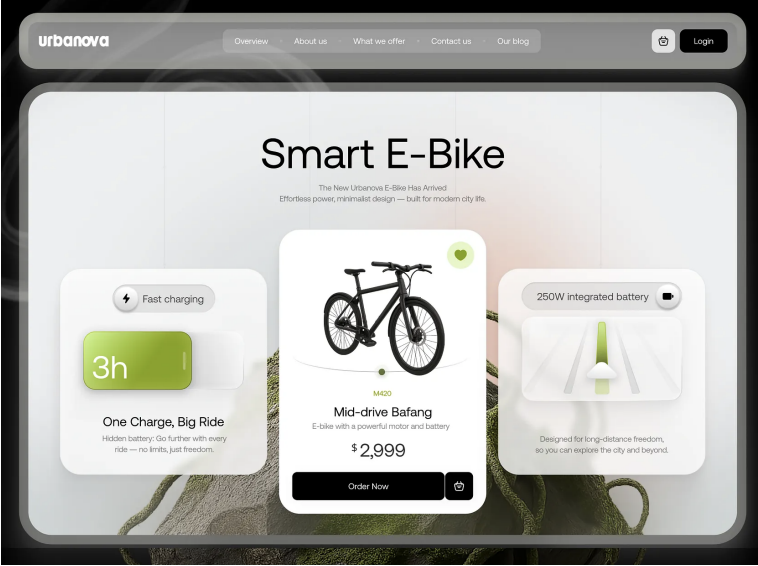 urbanova
Overview
About us
What we offer
Contact us
Our blog
Login
Smart E-Bike
The New Urbanova E-Bike Has Arrived
Effortless power, minimalist design — built for modern city life.
Fast charging
3h
One Charge, Big Ride
Hidden battery: Go further with every
ride — no limits, just freedom.
M420
Mid-drive Bafang
E-bike with a powerful motor and battery
$2,999
Order Now
250W integrated battery
Designed for long-distance freedom,
so you can explore the city and beyond.